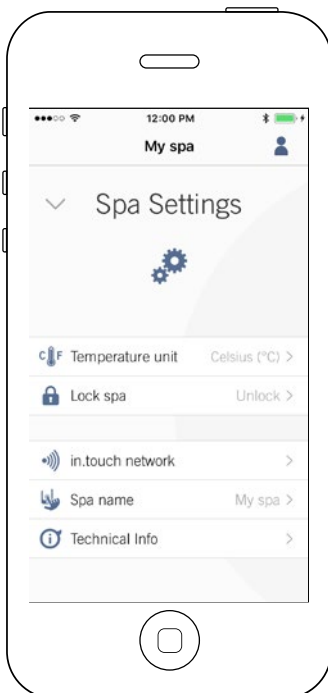 12:00 PM
My spa
Spa Settings
C F Temperature unit Celsius (°C) >
Lock spa Unlock >
in.touch network >
Spa name My spa >
Technical Info >